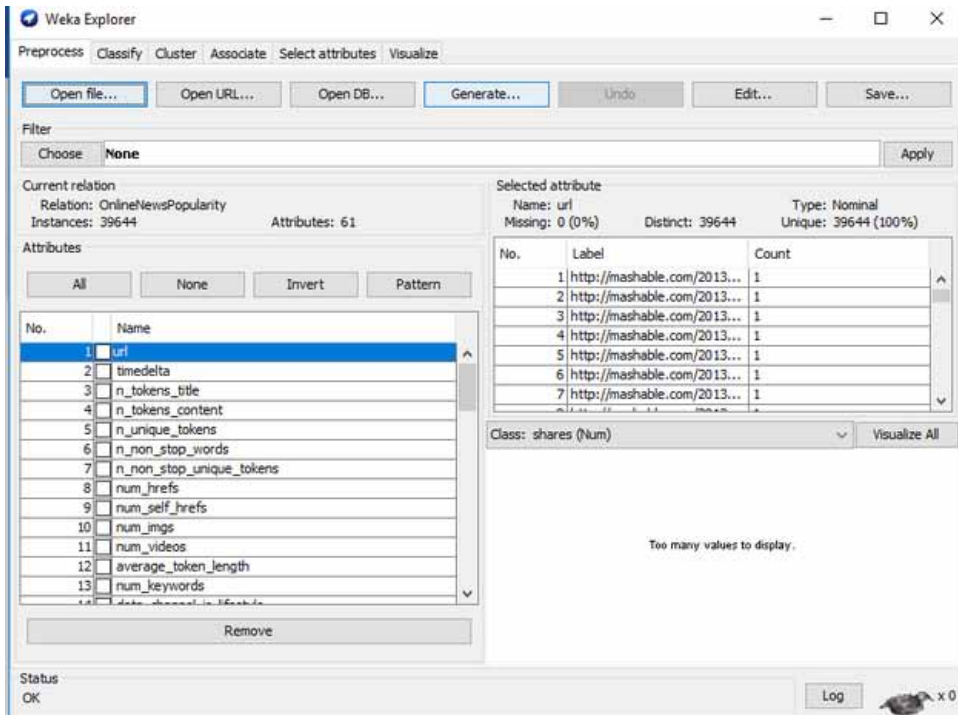 Weka Explorer
Preprocess Classify Cluster Associate Select attributes Visualize
Open file... Open URL... Open DB... Generate... Undo Edit... Save...
Filter
Choose None Apply
Current relation
Relation: OnlineNewsPopularity
Instances: 39644 Attributes: 61
Attributes
All None Invert Pattern
No. Name
1 url
2 timedelta
3 n_tokens_title
4 n_tokens_content
5 n_unique_tokens
6 n_non_stop_words
7 n_non_stop_unique_tokens
8 num_hrefs
9 num_self_hrefs
10 num_imgs
11 num_videos
12 average_token_length
13 num_keywords
Remove
Selected attribute
Name: url Type: Nominal
Missing: 0 (0%) Distinct: 39644 Unique: 39644 (100%)
No. Label Count
1 http://mashable.com/2013... 1
2 http://mashable.com/2013... 1
3 http://mashable.com/2013... 1
4 http://mashable.com/2013... 1
5 http://mashable.com/2013... 1
6 http://mashable.com/2013... 1
7 http://mashable.com/2013... 1
Class: shares (Num) Visualize All
Too many values to display.
Status
OK Log x 0